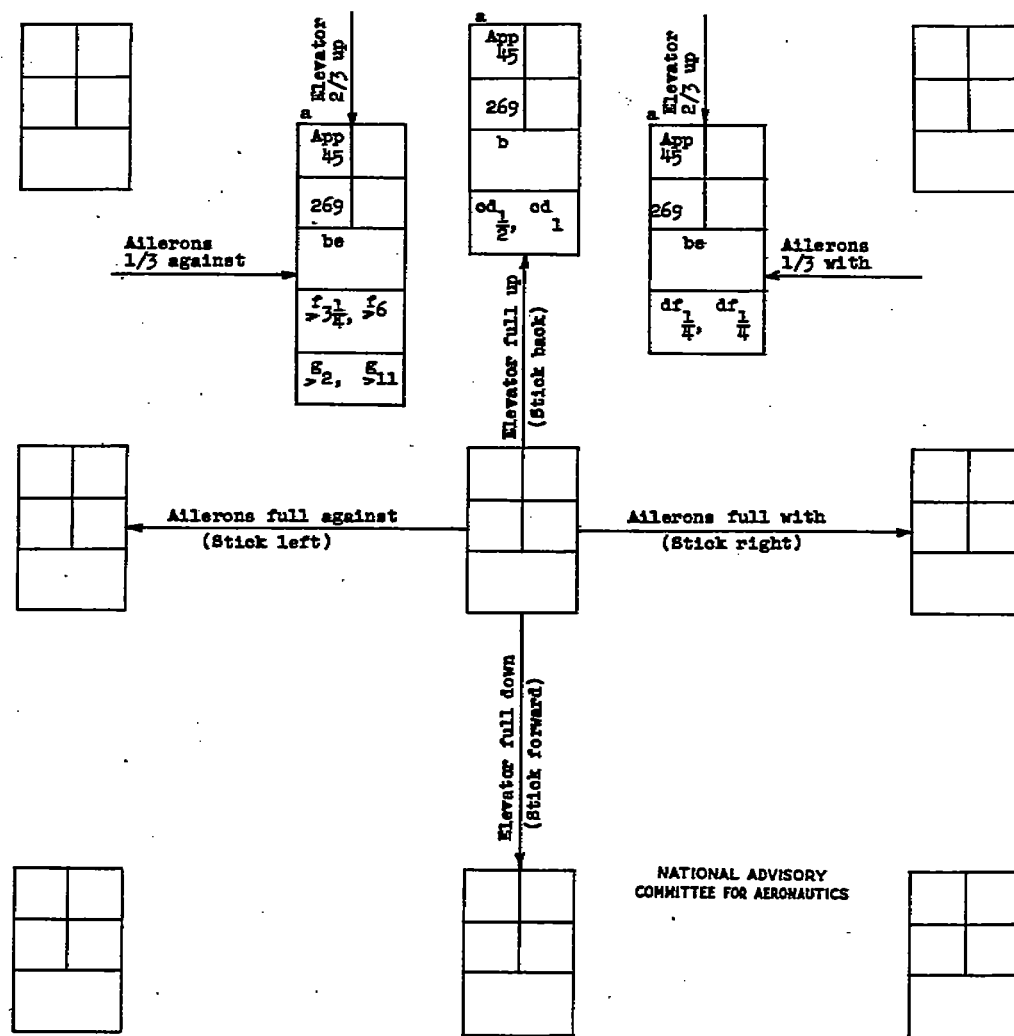 a
App
45
269
b
cd 1/2, cd 1
Elevator
2/3 up
a
App
45
269
be
>f 3 1/4, >f 6
>g 2, >g 11
Elevator
2/3 up
a
App
45
269
be
df 1/4, df 1/4
Ailerons
1/3 against
Ailerons
1/3 with
Elevator full up
(Stick back)
Ailerons full against
(Stick left)
Ailerons full with
(Stick right)
Elevator full down
(Stick forward)
NATIONAL ADVISORY
COMMITTEE FOR AERONAUTICS